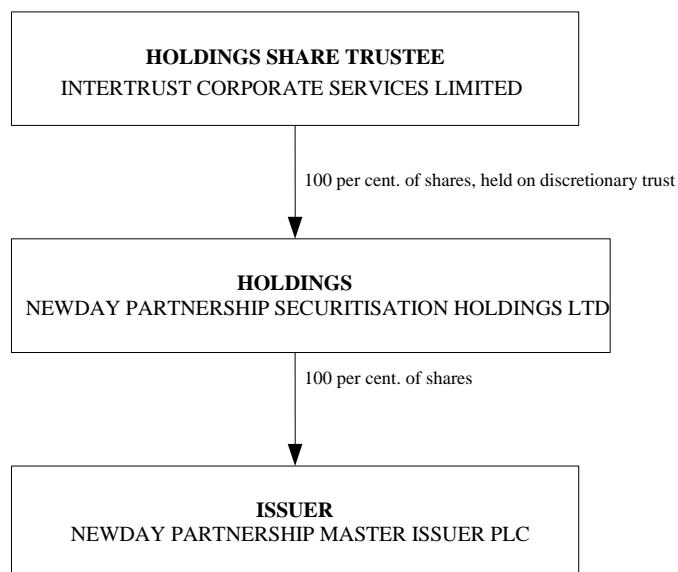 HOLDINGS SHARE TRUSTEE
INTERTRUST CORPORATE SERVICES LIMITED
100 per cent. of shares, held on discretionary trust
HOLDINGS
NEWDAY PARTNERSHIP SECURITISATION HOLDINGS LTD
100 per cent. of shares
ISSUER
NEWDAY PARTNERSHIP MASTER ISSUER PLC